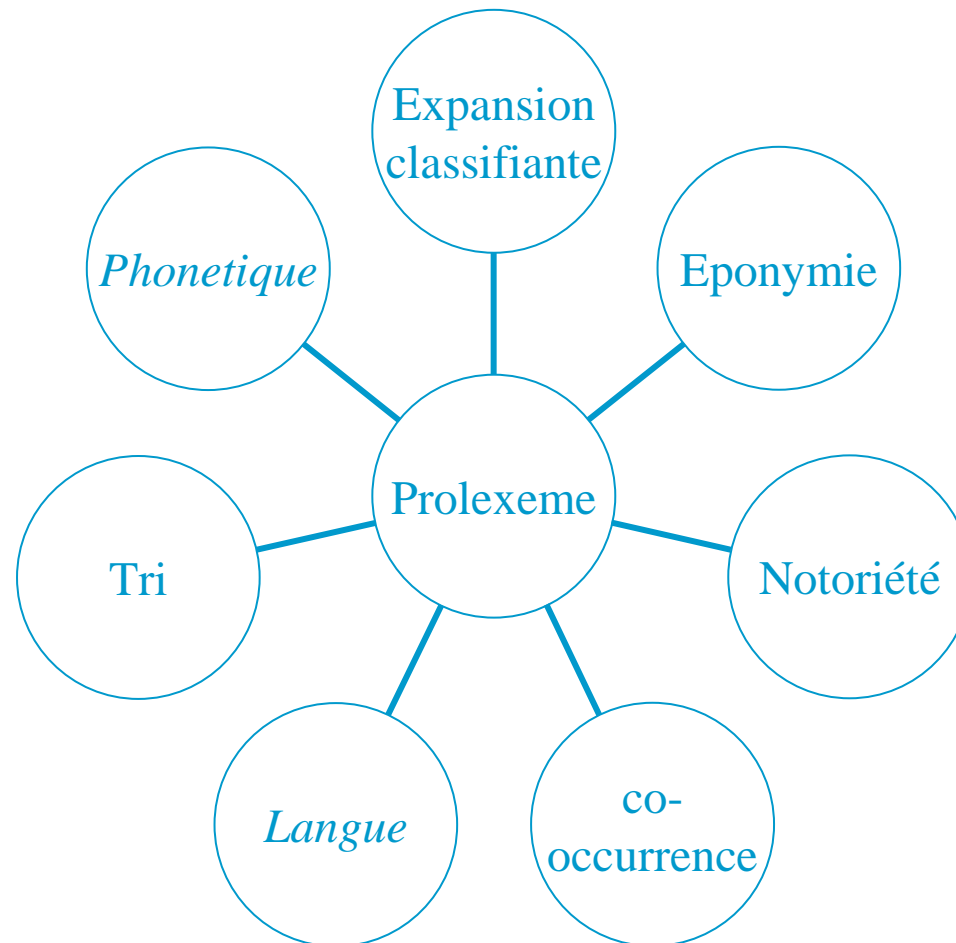 Expansion
classifiante
Phonetique
Eponymie
Prolexeme
Tri
Notoriété
Langue
co-
occurrence